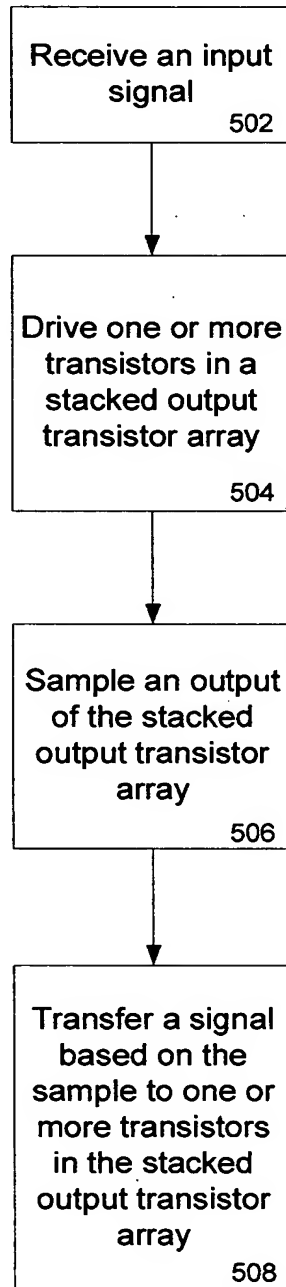 Receive an input
signal
502
Drive one or more
transistors in a
stacked output
transistor array
504
Sample an output
of the stacked
output transistor
array
506
Transfer a signal
based on the
sample to one or
more transistors
in the stacked
output transistor
array
508